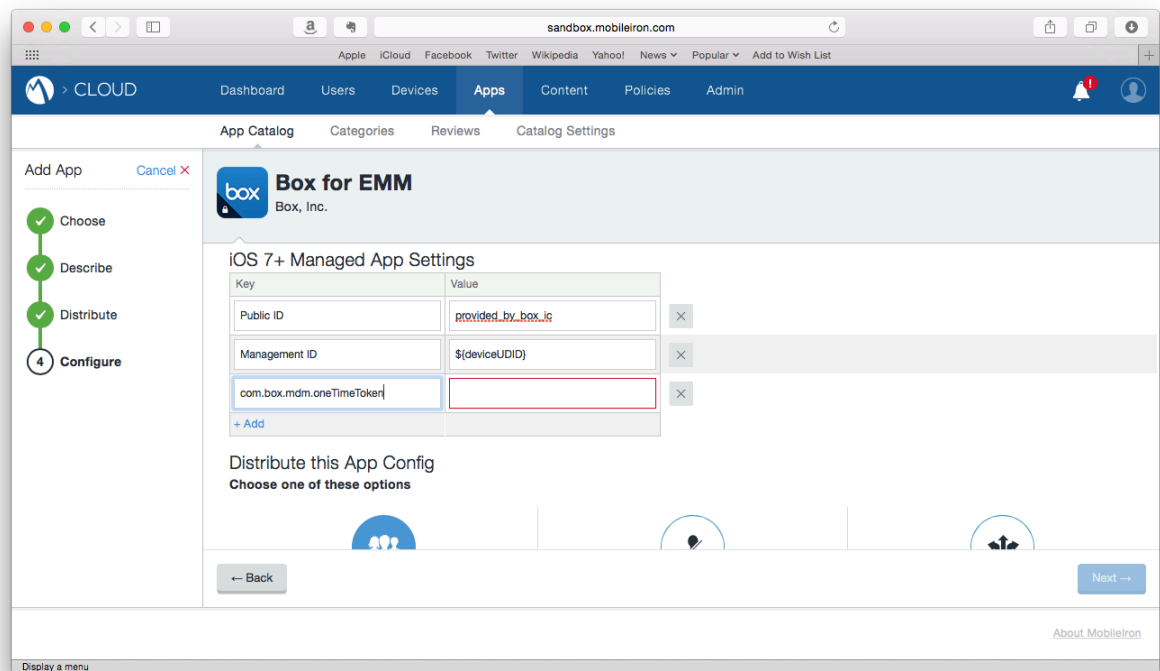 a
sandbox.mobileiron.com
Apple iCloud Facebook Twitter Wikipedia Yahoo! News Popular Add to Wish List
+
> CLOUD Dashboard Users Devices Apps Content Policies Admin !
App Catalog Categories Reviews Catalog Settings
Add App Cancel ×
Choose
Describe
Distribute
4 Configure
box
Box for EMM
Box, Inc.
iOS 7+ Managed App Settings
Key Value
Public ID provided_by_box_ic
Management ID ${deviceUDID}
com.box.mdm.oneTimeToken
+ Add
Distribute this App Config
Choose one of these options
← Back Next →
About MobileIron
Display a menu